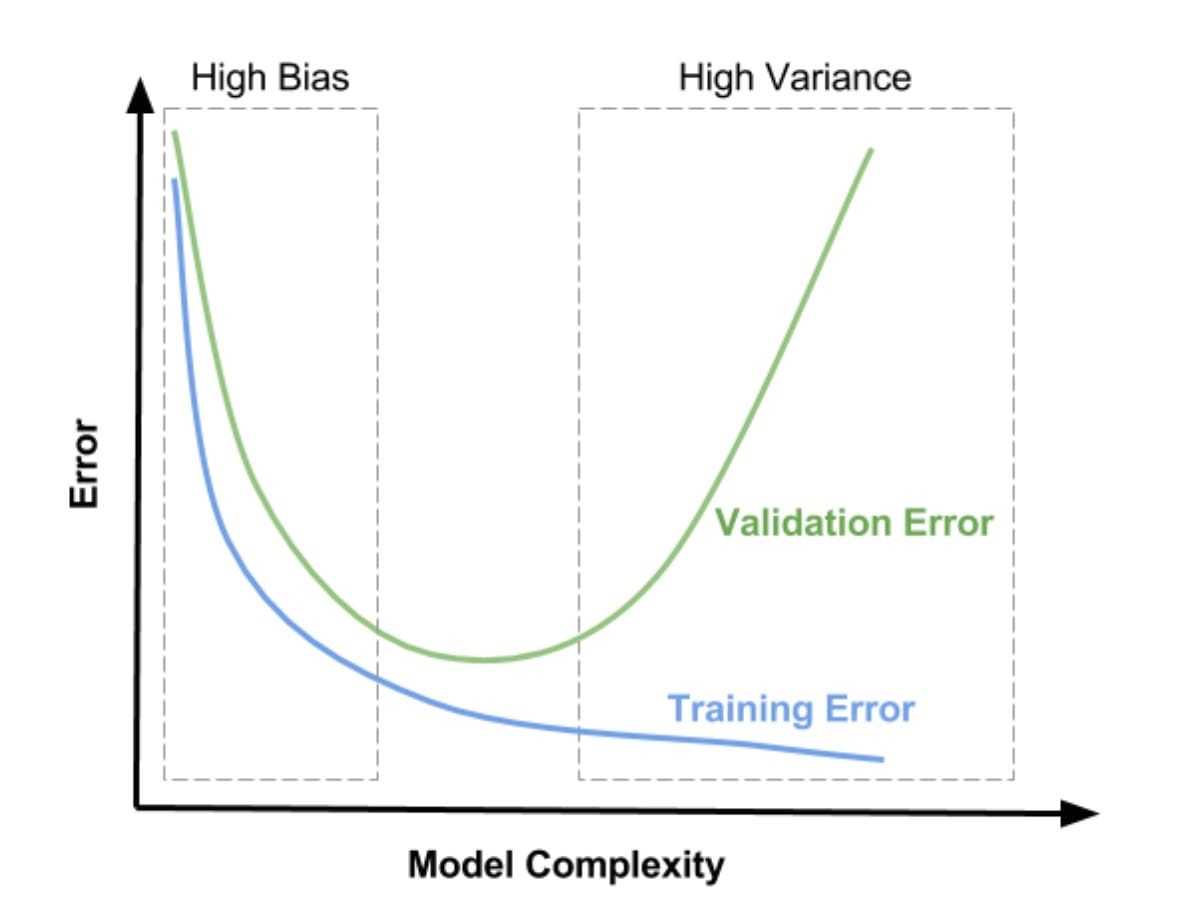 High Bias
High Variance
Error
Validation Error
Training Error
Model Complexity